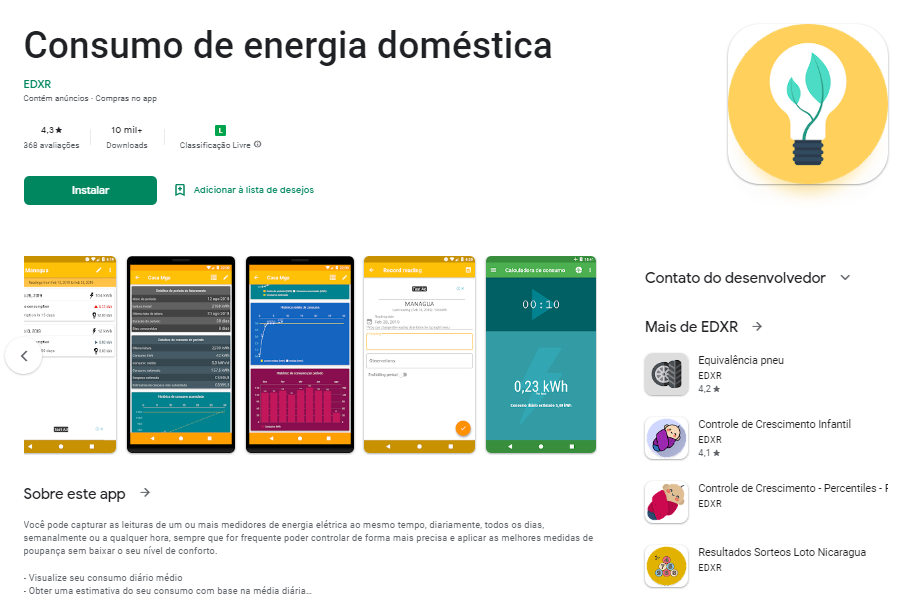 Consumo de energia doméstica
EDXR
Contém anúncios · Compras no app
4,3★
368 avaliações
10 mil+
Downloads
L
Classificação Livre
Instalar
Adicionar à lista de desejos
Managua
Casa Mga
Casa Mga
Record reading
MANAGUA
Test Ad
Calculadora de consumo
00:10
0,23 kWh
Contato do desenvolvedor
Mais de EDXR
Equivalência pneu
EDXR
4,2★
Controle de Crescimento Infantil
EDXR
4,1★
Controle de Crescimento - Percentiles -
EDXR
Resultados Sorteos Loto Nicaragua
EDXR
Sobre este app
Você pode capturar as leituras de um ou mais medidores de energia elétrica ao mesmo tempo, diariamente, todos os dias,
semanalmente ou a qualquer hora, sempre que for frequente poder controlar de forma mais precisa e aplicar as melhores medidas de
poupança sem baixar o seu nível de conforto.
- Visualize seu consumo diário médio
- Obter uma estimativa do seu consumo com base na média diária...